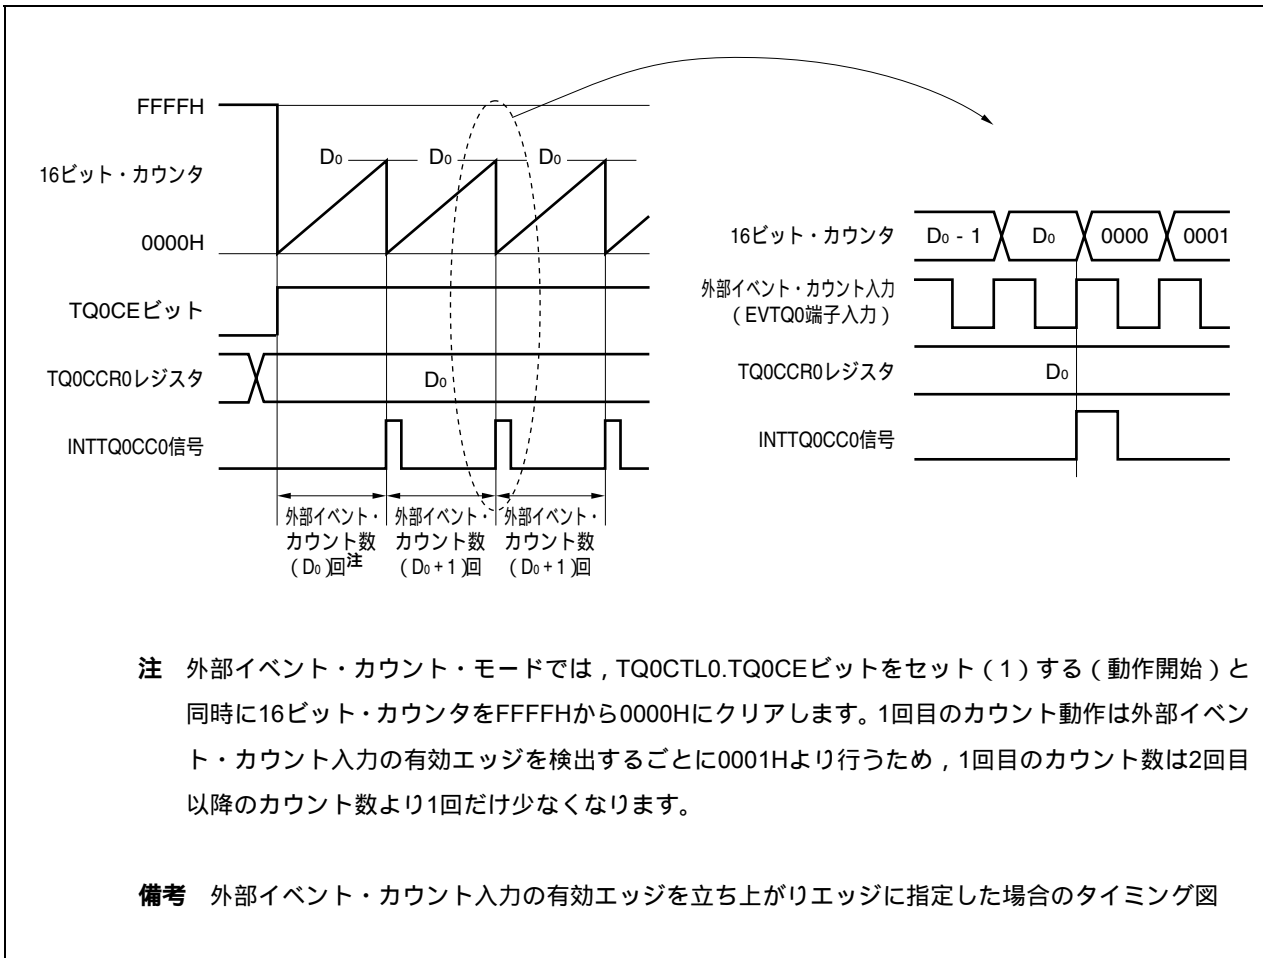 FFFFH
16ビット・カウンタ
0000H
D0
D0
D0
TQ0CEビット
TQ0CCR0レジスタ
D0
INTTQ0CC0信号
外部イベント・
カウント数
(D0)回注
外部イベント・
カウント数
(D0+1)回
外部イベント・
カウント数
(D0+1)回
16ビット・カウンタ
D0 - 1
D0
0000
0001
外部イベント・カウント入力
(EVTQ0端子入力)
TQ0CCR0レジスタ
D0
INTTQ0CC0信号
注 外部イベント・カウント・モードでは,TQ0CTL0.TQ0CEビットをセット(1)する(動作開始)と
同時に16ビット・カウンタをFFFFHから0000Hにクリアします。1回目のカウント動作は外部イベン
ト・カウント入力の有効エッジを検出するごとに0001Hより行うため,1回目のカウント数は2回目
以降のカウント数より1回だけ少なくなります。
備考 外部イベント・カウント入力の有効エッジを立ち上がりエッジに指定した場合のタイミング図